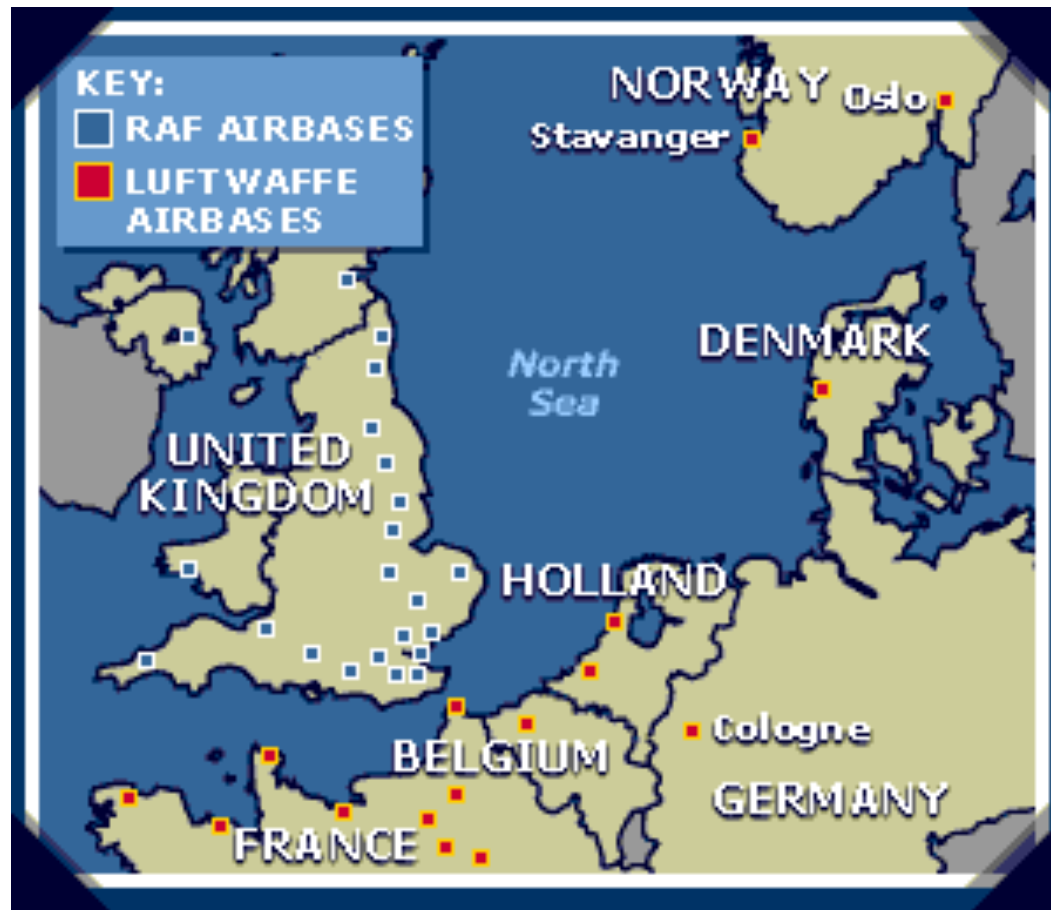 KEY:
RAF AIRBASES
LUFTWAFFE
AIRBASES
NORWAY
Oslo
Stavanger
DENMARK
North
Sea
UNITED
KINGDOM
HOLLAND
Cologne
BELGIUM
GERMANY
FRANCE